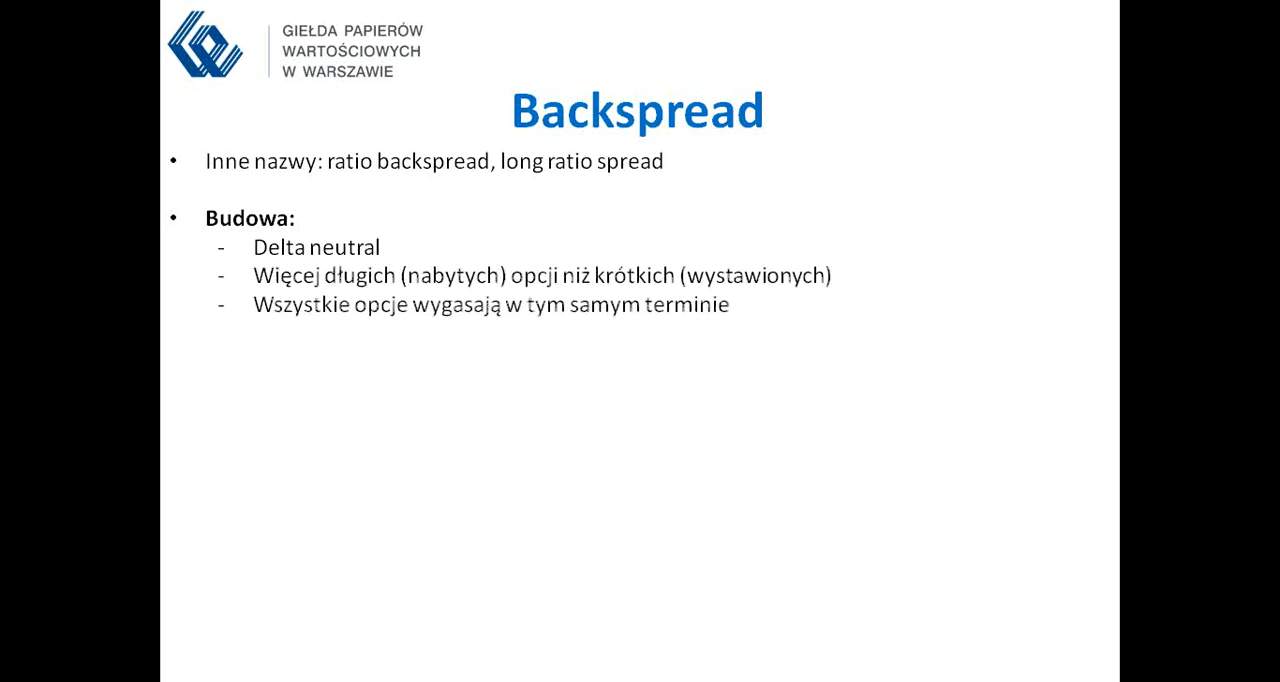 GIEŁDA PAPIERÓW
WARTOŚCIOWYCH
W WARSZAWIE
Backspread
• Inne nazwy: ratio backspread, long ratio spread
• Budowa:
- Delta neutral
- Więcej długich (nabytych) opcji niż krótkich (wystawionych)
- Wszystkie opcje wygasają w tym samym terminie